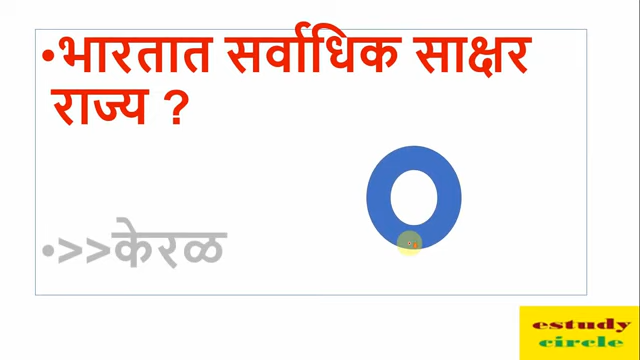 •भारतात सर्वाधिक साक्षर
राज्य ?
•>>केरळ
estudy
circle